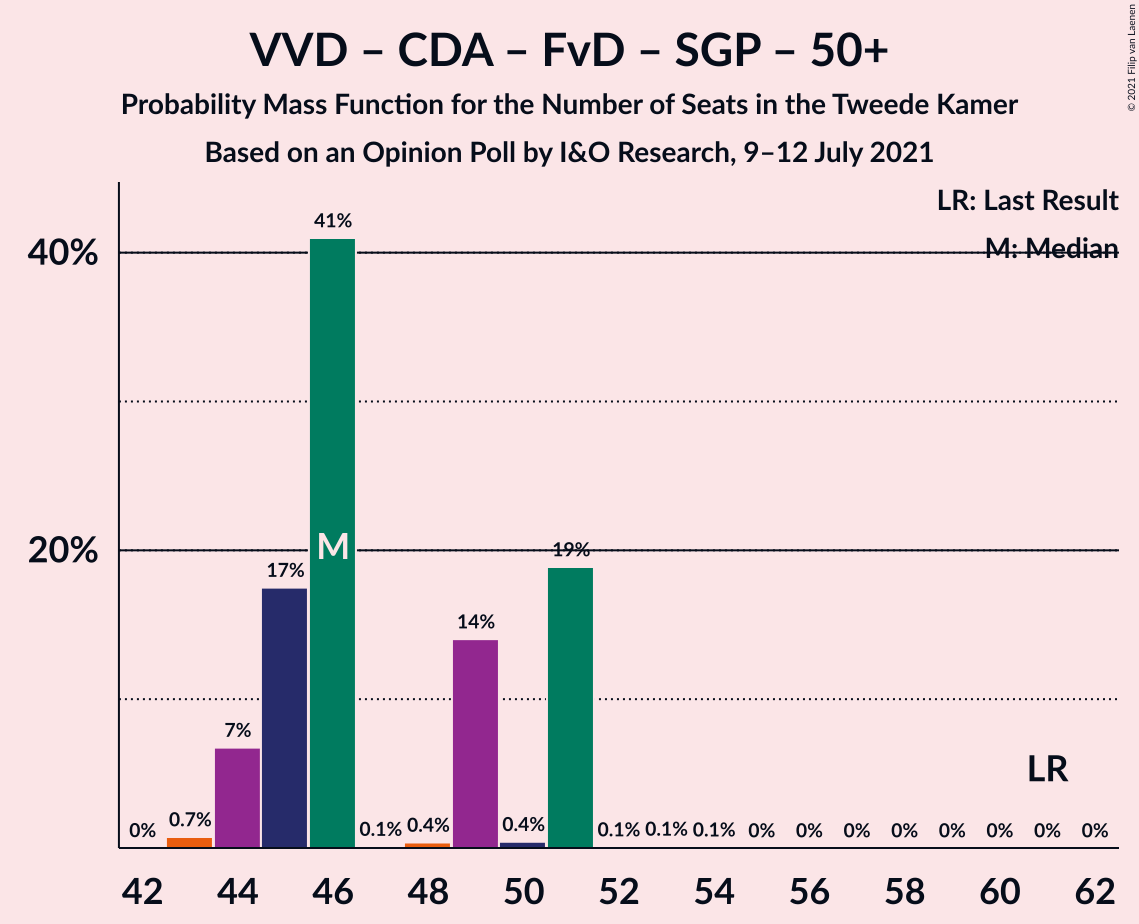 VVD – CDA – FvD – SGP – 50+
Probability Mass Function for the Number of Seats in the Tweede Kamer
Based on an Opinion Poll by I&O Research, 9–12 July 2021
© 2021 Filip van Laenen
LR: Last Result
M: Median
40%
20%
41%
M
19%
17%
14%
7%
LR
0% 0.7% 0.1% 0.4% 0.4% 0.1% 0.1% 0.1% 0% 0% 0% 0% 0% 0% 0% 0%
42 44 46 48 50 52 54 56 58 60 62